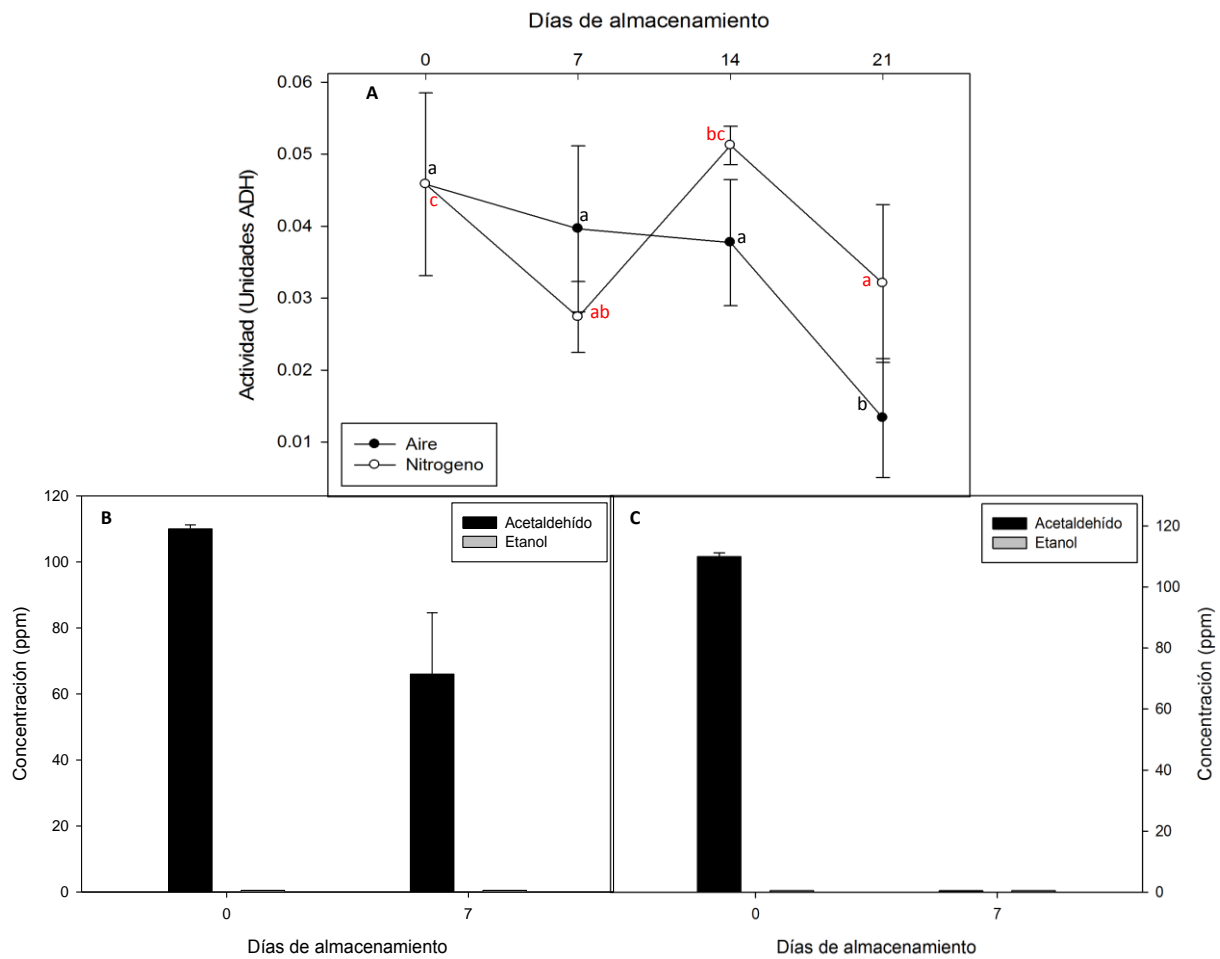 Días de almacenamiento
0 7 14 21
A
0.06
0.05
0.04
0.03
0.02
0.01
Actividad (Unidades ADH)
a
c
a
ab
bc
a
a
b
Aire
Nitrogeno
B
120
100
80
60
40
20
0
Concentración (ppm)
Acetaldehído
Etanol
0 7
Días de almacenamiento
C
Acetaldehído
Etanol
120
100
80
60
40
20
0
Concentración (ppm)
0 7
Días de almacenamiento